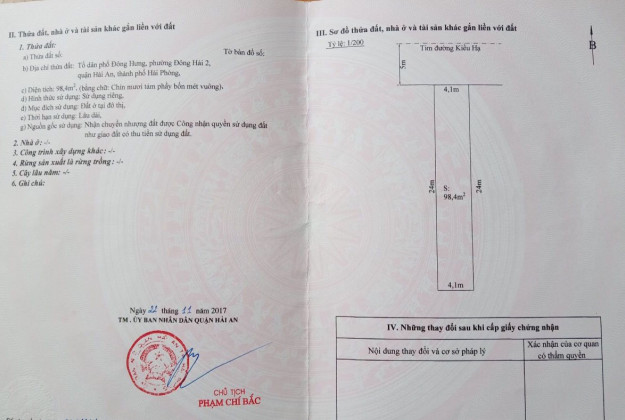 II. Thửa đất, nhà ở và tài sản khác gắn liền với đất
1. Thửa đất:
a) Thửa đất số:
Tờ bản đồ số:
b) Địa chỉ thửa đất: Tổ dân phố Đông Hưng, phường Đông Hải 2,
quận Hải An, thành phố Hải Phòng,
c) Diện tích: 98,4m², (bằng chữ: Chín mươi tám phẩy bốn mét vuông),
d) Hình thức sử dụng: Sử dụng riêng,
đ) Mục đích sử dụng: Đất ở tại đô thị,
e) Thời hạn sử dụng: Lâu dài,
g) Nguồn gốc sử dụng: Nhận chuyển nhượng đất được Công nhận quyền sử dụng đất
như giao đất có thu tiền sử dụng đất.
2. Nhà ở: -/-
3. Công trình xây dựng khác: -/-
4. Rừng sản xuất là rừng trồng: -/-
5. Cây lâu năm: -/-
6. Ghi chú:
Ngày 22 tháng 11 năm 2017
TM. ỦY BAN NHÂN DÂN QUẬN HẢI AN
CHỦ TỊCH
PHẠM CHÍ BẮC
III. Sơ đồ thửa đất, nhà ở và tài sản khác gắn liền với đất
Tỷ lệ: 1/200
B
Tim đường Kiều Hạ
5m
4,1m
24m
S:
98,4m²
24m
4,1m
IV. Những thay đổi sau khi cấp giấy chứng nhận
Nội dung thay đổi và cơ sở pháp lý
Xác nhận của cơ quan
có thẩm quyền